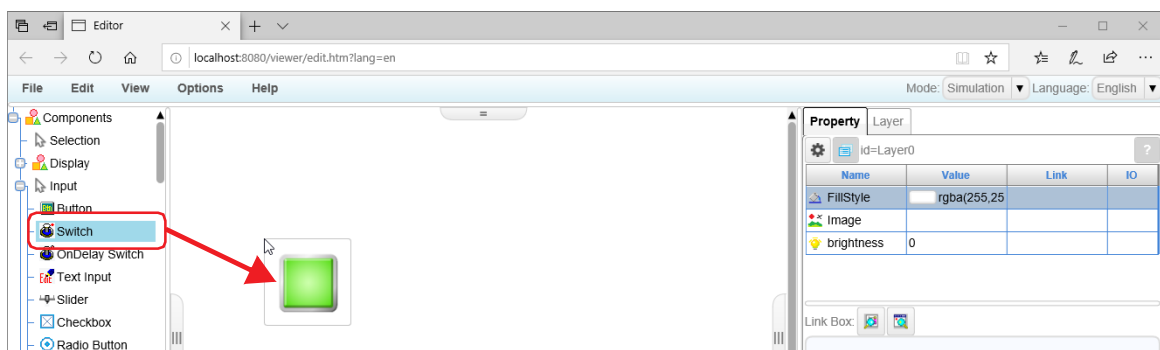 Editor
localhost:8080/viewer/edit.htm?lang=en
File Edit View Options Help Mode: Simulation Language: English
Components
Selection
Display
Input
Button
Switch
OnDelay Switch
Text Input
Slider
Checkbox
Radio Button
Property Layer
id=Layer0 ?
Name Value Link IO
FillStyle rgba(255,25
Image
brightness 0
Link Box: